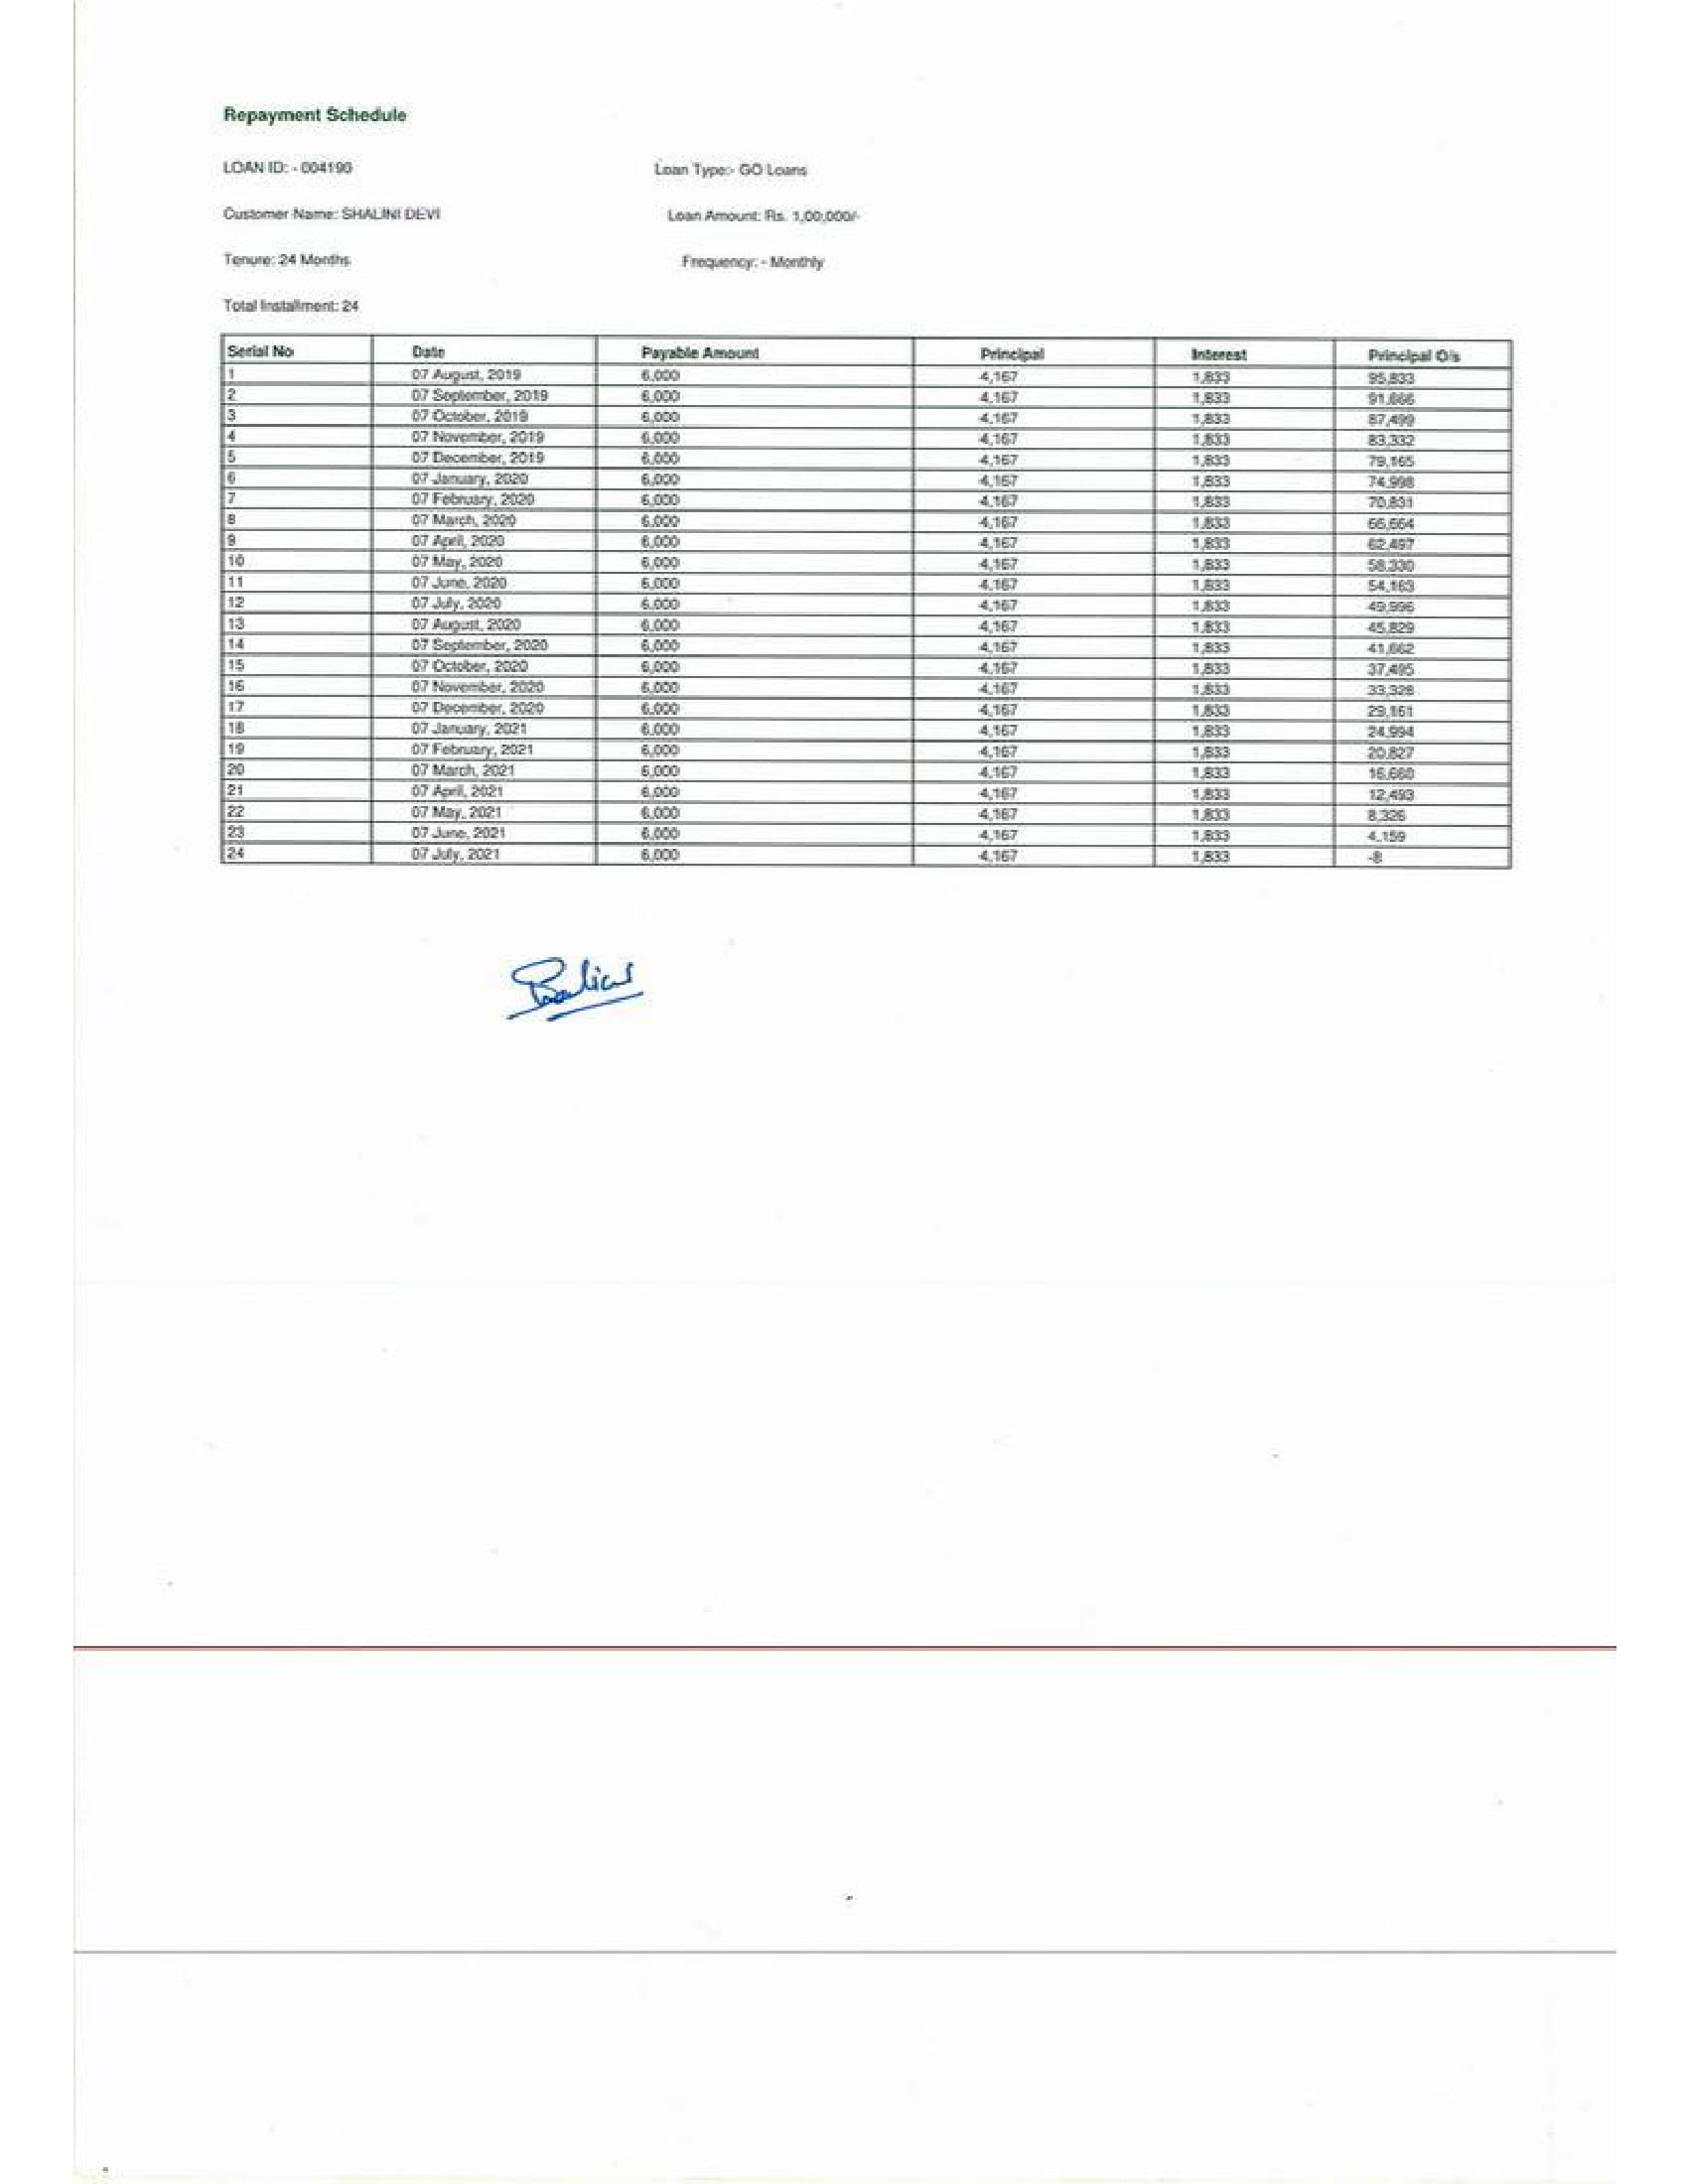 Repayment Schedule
LOAN ID: - 004190 Loan Type:- GO Loans
Customer Name: SHALINI DEVI Loan Amount: Rs. 1,00,000/-
Tenure: 24 Months Frequency: - Monthly
Total Installment: 24
Serial No Date Payable Amount Principal Interest Principal O/s
1 07 August, 2019 6,000 4,167 1,833 95,833
2 07 September, 2019 6,000 4,167 1,833 91,666
3 07 October, 2019 6,000 4,167 1,833 87,499
4 07 November, 2019 6,000 4,167 1,833 83,332
5 07 December, 2019 6,000 4,167 1,833 79,165
6 07 January, 2020 6,000 4,167 1,833 74,998
7 07 February, 2020 6,000 4,167 1,833 70,831
8 07 March, 2020 6,000 4,167 1,833 66,664
9 07 April, 2020 6,000 4,167 1,833 62,497
10 07 May, 2020 6,000 4,167 1,833 58,330
11 07 June, 2020 6,000 4,167 1,833 54,163
12 07 July, 2020 6,000 4,167 1,833 49,996
13 07 August, 2020 6,000 4,167 1,833 45,829
14 07 September, 2020 6,000 4,167 1,833 41,662
15 07 October, 2020 6,000 4,167 1,833 37,495
16 07 November, 2020 6,000 4,167 1,833 33,328
17 07 December, 2020 6,000 4,167 1,833 29,161
18 07 January, 2021 6,000 4,167 1,833 24,994
19 07 February, 2021 6,000 4,167 1,833 20,827
20 07 March, 2021 6,000 4,167 1,833 16,660
21 07 April, 2021 6,000 4,167 1,833 12,493
22 07 May, 2021 6,000 4,167 1,833 8,326
23 07 June, 2021 6,000 4,167 1,833 4,159
24 07 July, 2021 6,000 4,167 1,833 -8